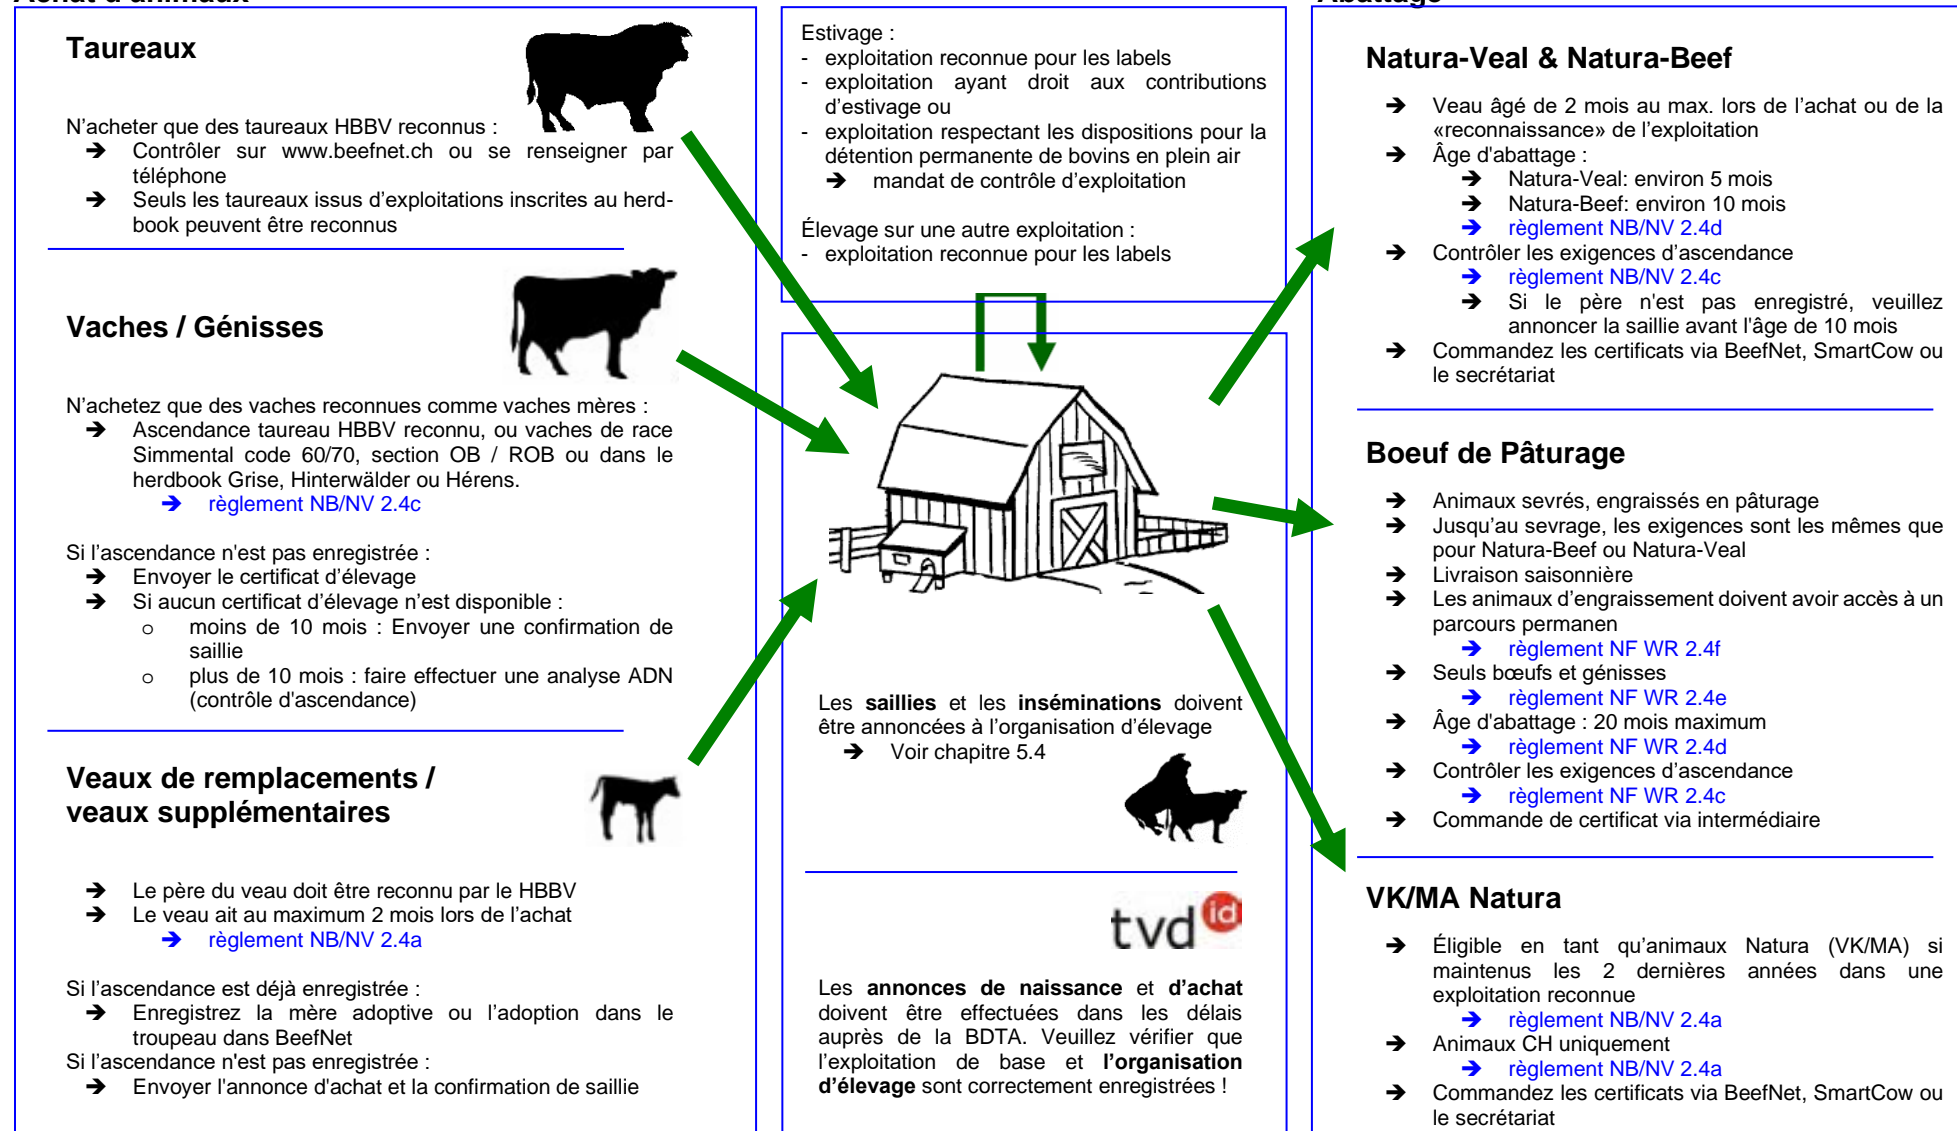 Achat d'animaux
Taureaux
N'acheter que des taureaux HBBV reconnus :
➔ Contrôler sur www.beefnet.ch ou se renseigner par
téléphone
➔ Seuls les taureaux issus d'exploitations inscrites au herd-
book peuvent être reconnus
Vaches / Génisses
N'achetez que des vaches reconnues comme vaches mères :
➔ Ascendance taureau HBBV reconnu, ou vaches de race
Simmental code 60/70, section OB / ROB ou dans le
herdbook Grise, Hinterwälder ou Hérens.
➔ règlement NB/NV 2.4c
Si l'ascendance n'est pas enregistrée :
➔ Envoyer le certificat d'élevage
➔ Si aucun certificat d'élevage n'est disponible :
o moins de 10 mois : Envoyer une confirmation de
saillie
o plus de 10 mois : faire effectuer une analyse ADN
(contrôle d'ascendance)
Veaux de remplacements /
veaux supplémentaires
➔ Le père du veau doit être reconnu par le HBBV
➔ Le veau ait au maximum 2 mois lors de l'achat
➔ règlement NB/NV 2.4a
Si l'ascendance est déjà enregistrée :
➔ Enregistrez la mère adoptive ou l'adoption dans le
troupeau dans BeefNet
Si l'ascendance n'est pas enregistrée :
➔ Envoyer l'annonce d'achat et la confirmation de saillie
Estivage :
- exploitation reconnue pour les labels
- exploitation ayant droit aux contributions
d'estivage ou
- exploitation respectant les dispositions pour la
détention permanente de bovins en plein air
➔ mandat de contrôle d'exploitation
Élevage sur une autre exploitation :
- exploitation reconnue pour les labels
Les saillies et les inséminations doivent
être annoncées à l'organisation d'élevage
➔ Voir chapitre 5.4
tvd id
Les annonces de naissance et d'achat
doivent être effectuées dans les délais
auprès de la BDTA. Veuillez vérifier que
l'exploitation de base et l'organisation
d'élevage sont correctement enregistrées !
Abattage
Natura-Veal & Natura-Beef
➔ Veau âgé de 2 mois au max. lors de l'achat ou de la
«reconnaissance» de l'exploitation
➔ Âge d'abattage :
➔ Natura-Veal: environ 5 mois
➔ Natura-Beef: environ 10 mois
➔ règlement NB/NV 2.4d
➔ Contrôler les exigences d'ascendance
➔ règlement NB/NV 2.4c
➔ Si le père n'est pas enregistré, veuillez
annoncer la saillie avant l'âge de 10 mois
➔ Commandez les certificats via BeefNet, SmartCow ou
le secrétariat
Boeuf de Pâturage
➔ Animaux sevrés, engraissés en pâturage
➔ Jusqu'au sevrage, les exigences sont les mêmes que
pour Natura-Beef ou Natura-Veal
➔ Livraison saisonnière
➔ Les animaux d'engraissement doivent avoir accès à un
parcours permanen
➔ règlement NF WR 2.4f
➔ Seuls bœufs et génisses
➔ règlement NF WR 2.4e
➔ Âge d'abattage : 20 mois maximum
➔ règlement NF WR 2.4d
➔ Contrôler les exigences d'ascendance
➔ règlement NF WR 2.4c
➔ Commande de certificat via intermédiaire
VK/MA Natura
➔ Éligible en tant qu'animaux Natura (VK/MA) si
maintenus les 2 dernières années dans une
exploitation reconnue
➔ règlement NB/NV 2.4a
➔ Animaux CH uniquement
➔ règlement NB/NV 2.4a
➔ Commandez les certificats via BeefNet, SmartCow ou
le secrétariat